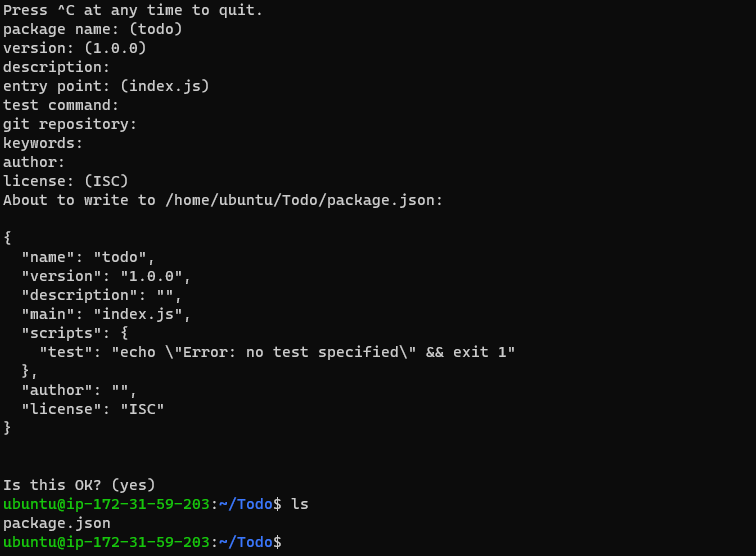 Press ^C at any time to quit.
package name: (todo)
version: (1.0.0)
description:
entry point: (index.js)
test command:
git repository:
keywords:
author:
license: (ISC)
About to write to /home/ubuntu/Todo/package.json:

{
  "name": "todo",
  "version": "1.0.0",
  "description": "",
  "main": "index.js",
  "scripts": {
    "test": "echo \"Error: no test specified\" && exit 1"
  },
  "author": "",
  "license": "ISC"
}


Is this OK? (yes)
ubuntu@ip-172-31-59-203:~/Todo$ ls
package.json
ubuntu@ip-172-31-59-203:~/Todo$